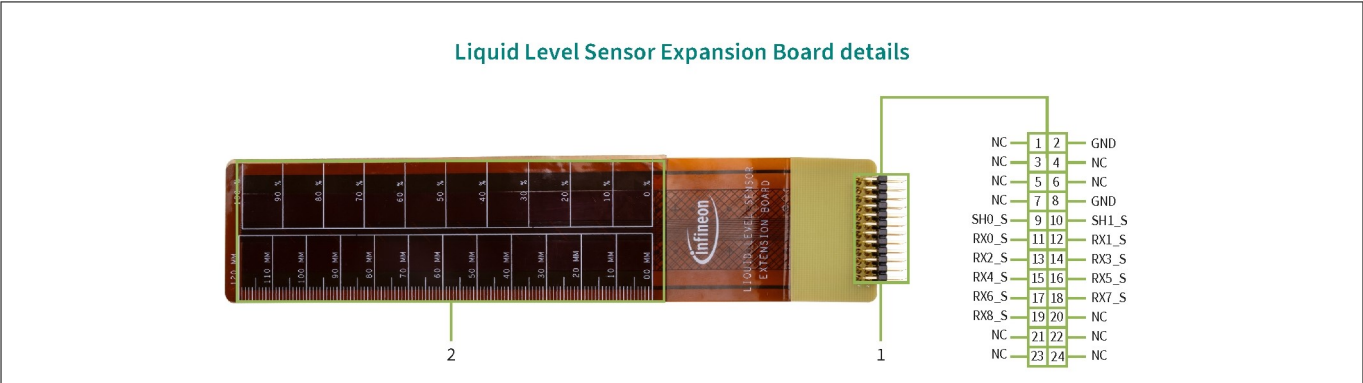 Liquid Level Sensor Expansion Board details
100 %
90 %
80 %
70 %
60 %
50 %
40 %
30 %
20 %
10 %
0 %
120 MM
110 MM
100 MM
90 MM
80 MM
70 MM
60 MM
50 MM
40 MM
30 MM
20 MM
10 MM
00 MM
infineon
LIQUID LEVEL SENSOR
EXTENSION BOARD
NC 1 2 GND
NC 3 4 NC
NC 5 6 NC
NC 7 8 GND
SH0_S 9 10 SH1_S
RX0_S 11 12 RX1_S
RX2_S 13 14 RX3_S
RX4_S 15 16 RX5_S
RX6_S 17 18 RX7_S
RX8_S 19 20 NC
NC 21 22 NC
NC 23 24 NC
2
1